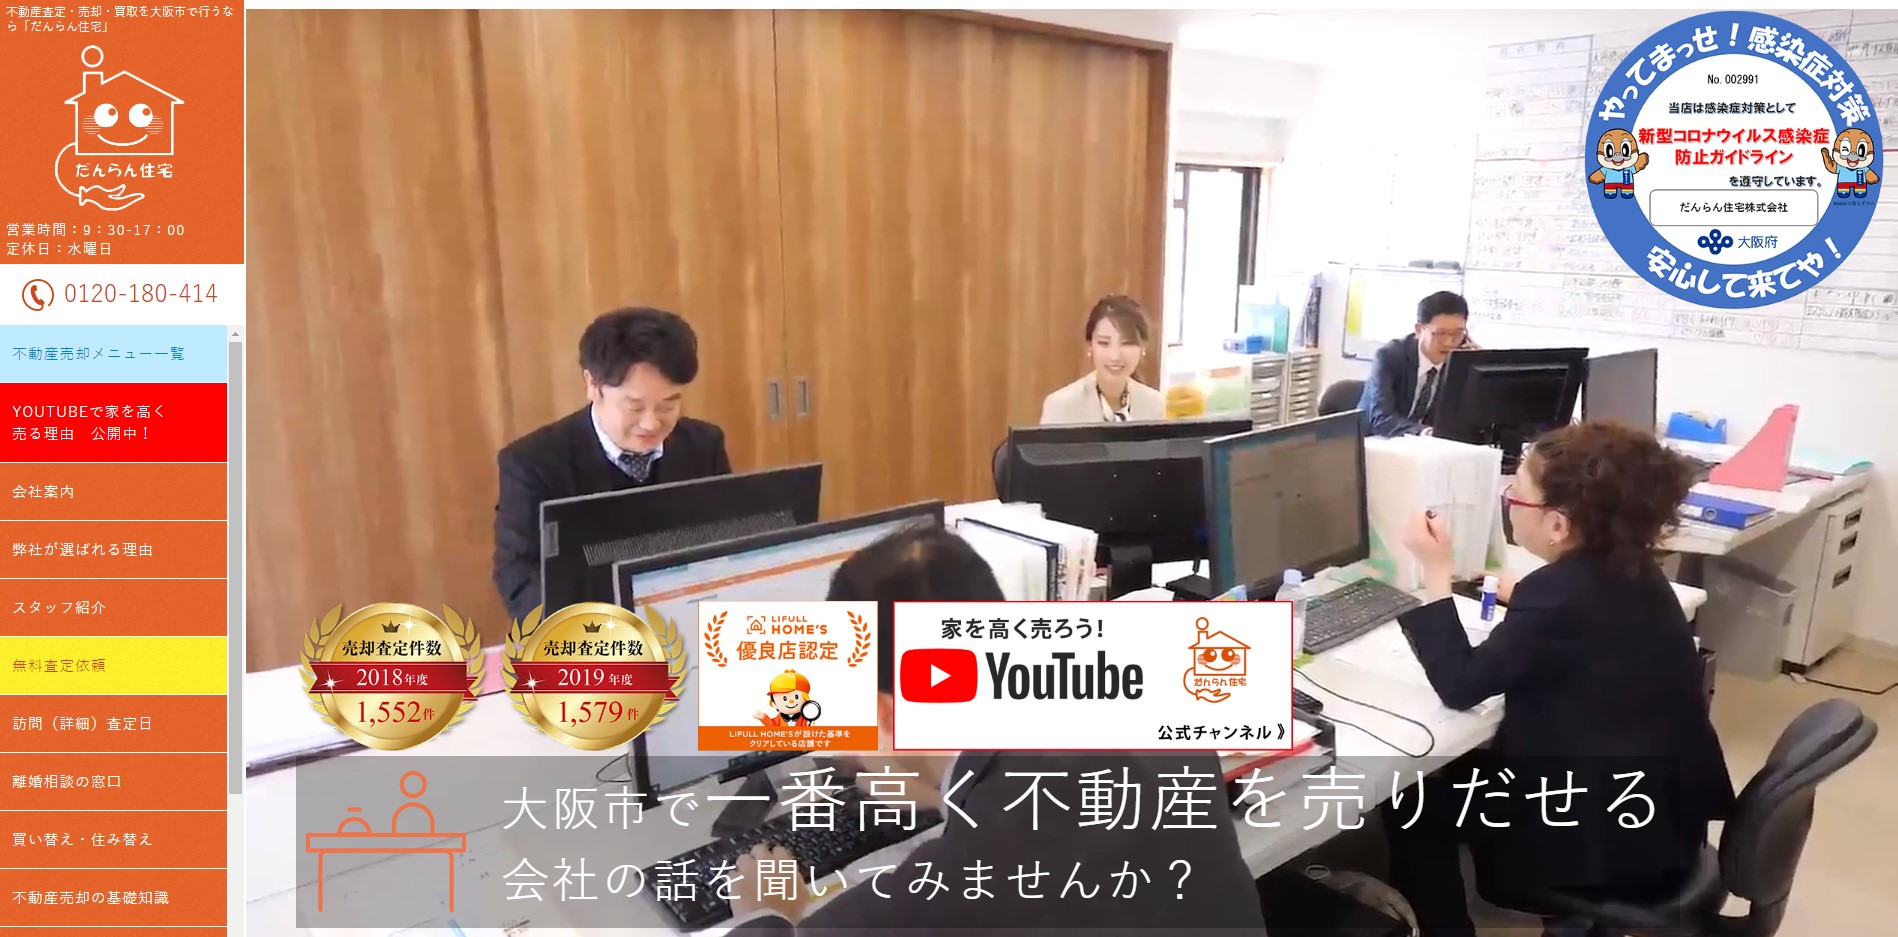 不動産査定・売却・買取を大阪市で行うな
ら「だんらん住宅」
だんらん住宅
営業時間：9：30-17：00
定休日：水曜日
0120-180-414
不動産売却メニュー一覧
YOUTUBEで家を高く
売る理由　公開中！
会社案内
弊社が選ばれる理由
スタッフ紹介
無料査定依頼
訪問（詳細）査定日
離婚相談の窓口
買い替え・住み替え
不動産売却の基礎知識
やってまっせ！感染症対策
No. 002991
当店は感染症対策として
新型コロナウイルス感染症
防止ガイドライン
を遵守しています。
だんらん住宅株式会社
大阪府
安心して来てや！
売却査定件数
2018年度
1,552件
売却査定件数
2019年度
1,579件
LIFULL
HOME'S
優良店認定
LIFULL HOME'Sが設けた基準を
クリアしている店舗です
家を高く売ろう!
YouTube
だんらん住宅
公式チャンネル 》
大阪市で一番高く不動産を売りだせる
会社の話を聞いてみませんか？